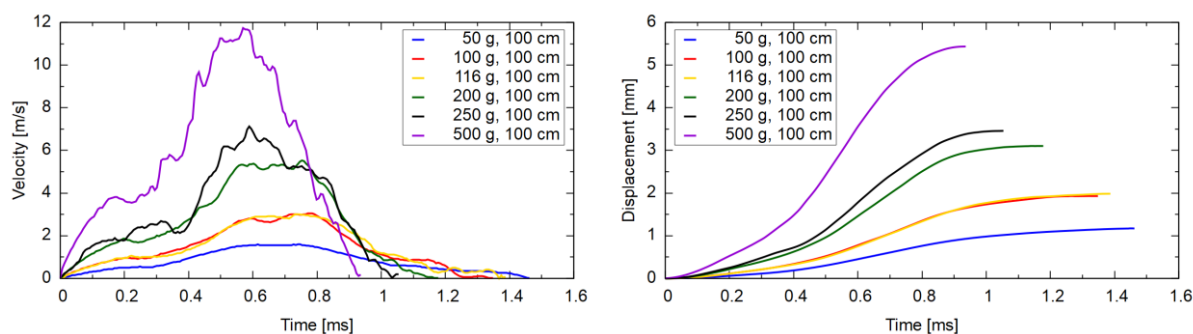 Velocity [m/s]
12
10
8
6
4
2
0
50 g, 100 cm
100 g, 100 cm
116 g, 100 cm
200 g, 100 cm
250 g, 100 cm
500 g, 100 cm
0 0.2 0.4 0.6 0.8 1 1.2 1.4 1.6
Time [ms]
Displacement [mm]
6
5
4
3
2
1
0
50 g, 100 cm
100 g, 100 cm
116 g, 100 cm
200 g, 100 cm
250 g, 100 cm
500 g, 100 cm
0 0.2 0.4 0.6 0.8 1 1.2 1.4 1.6
Time [ms]